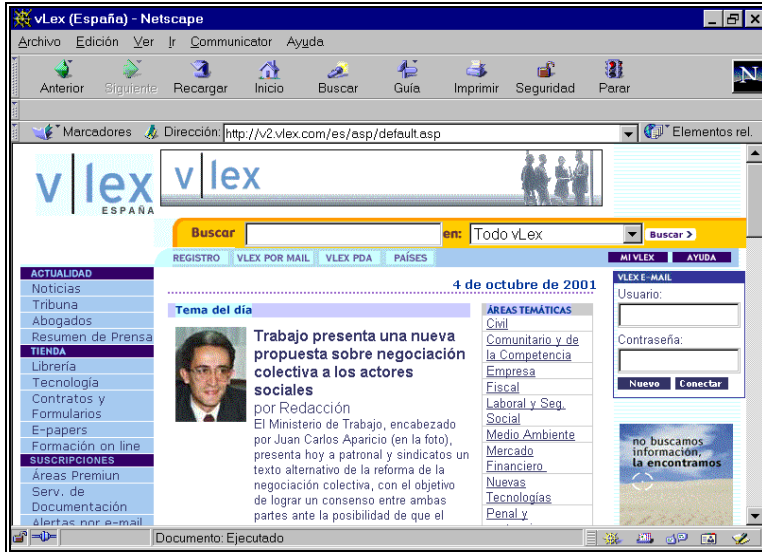 vLex (España) - Netscape
Archivo Edición Ver Ir Communicator Ayuda
Anterior Siguiente Recargar Inicio Buscar Guía Imprimir Seguridad Parar
N
Marcadores Dirección: http://v2.vlex.com/es/asp/default.asp Elementos rel.
v lex
ESPAÑA
v lex
Buscar en: Todo vLex Buscar >
REGISTRO VLEX POR MAIL VLEX PDA PAÍSES MI VLEX AYUDA
ACTUALIDAD
Noticias
Tribuna
Abogados
Resumen de Prensa
TIENDA
Librería
Tecnología
Contratos y
Formularios
E-papers
Formación on line
SUSCRIPCIONES
Áreas Premiun
Serv. de
Documentación
Alertas por e-mail
4 de octubre de 2001
Tema del día
Trabajo presenta una nueva
propuesta sobre negociación
colectiva a los actores
sociales
por Redacción
El Ministerio de Trabajo, encabezado
por Juan Carlos Aparicio (en la foto),
presenta hoy a patronal y sindicatos un
texto alternativo de la reforma de la
negociación colectiva, con el objetivo
de lograr un consenso entre ambas
partes ante la posibilidad de que el
ÁREAS TEMÁTICAS
Civil
Comunitario y de
la Competencia
Empresa
Fiscal
Laboral y Seg.
Social
Medio Ambiente
Mercado
Financiero
Nuevas
Tecnologías
Penal y
VLEX E-MAIL
Usuario:
Contraseña:
Nuevo Conectar
no buscamos
información,
la encontramos
Documento: Ejecutado